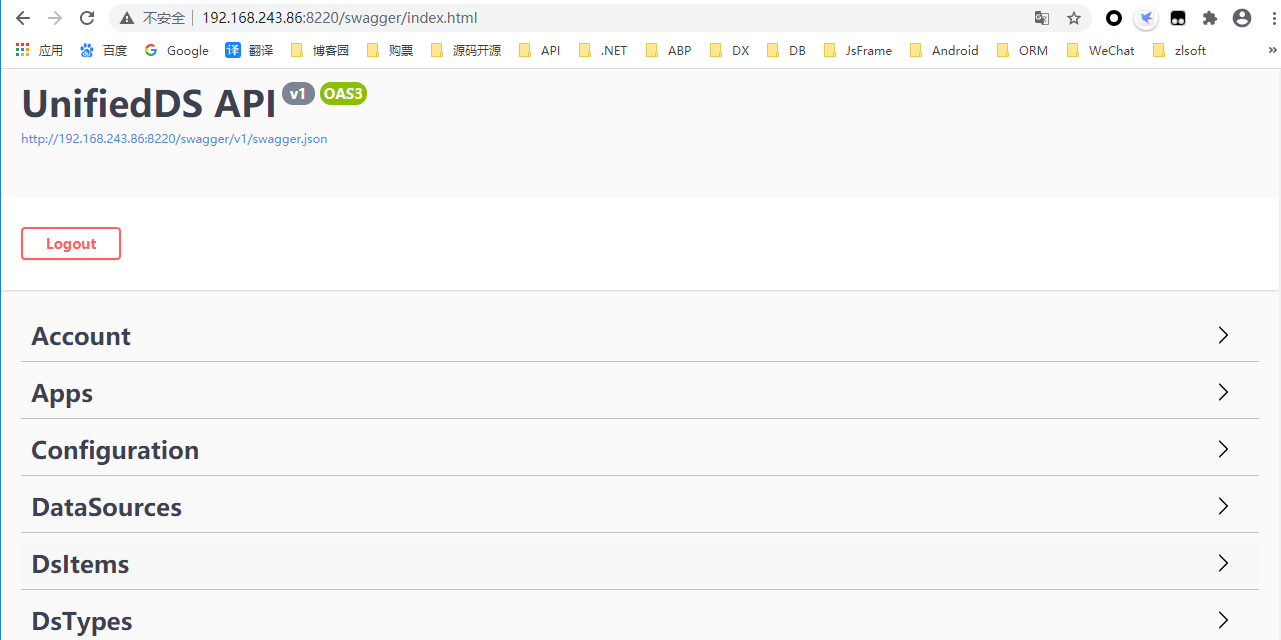 不安全 192.168.243.86:8220/swagger/index.html
应用 百度 G Google 译 翻译 博客园 购票 源码开源 API .NET ABP DX DB JsFrame Android ORM WeChat zlsoft »
UnifiedDS API v1 OAS3
http://192.168.243.86:8220/swagger/v1/swagger.json
Logout
Account
Apps
Configuration
DataSources
DsItems
DsTypes